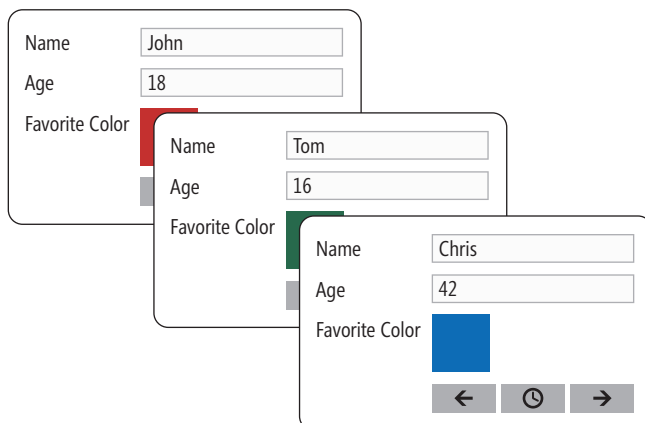 Name John
Age 18
Favorite Color
Name Tom
Age 16
Favorite Color
Name Chris
Age 42
Favorite Color